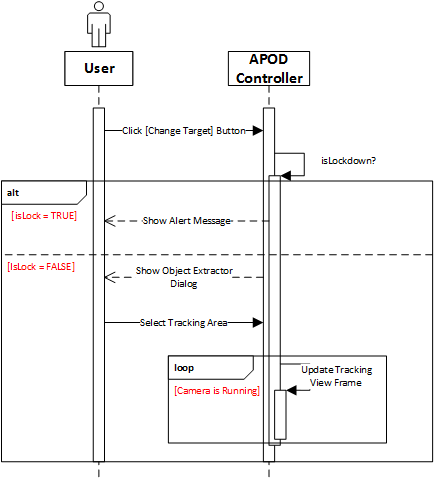 User
APOD
Controller
Click [Change Target] Button
isLockdown?
alt
[isLock = TRUE]
Show Alert Message
[IsLock = FALSE]
Show Object Extractor
Dialog
Select Tracking Area
loop
Update Tracking
View Frame
[Camera is Running]